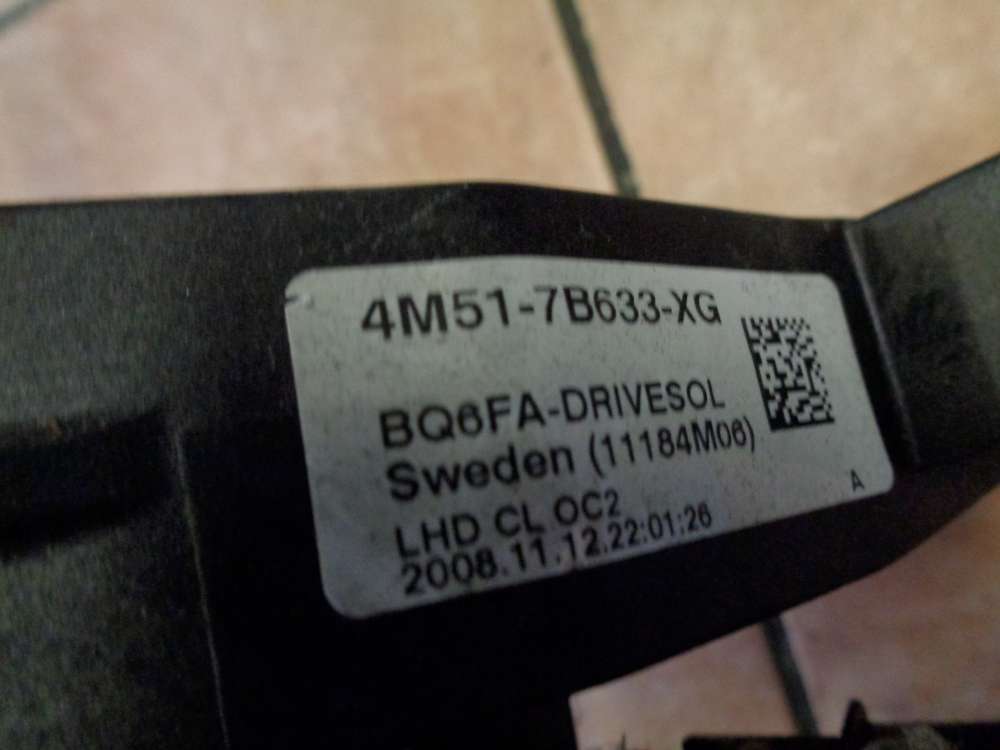 4M51-7B633-XG
BQ6FA-DRIVESOL
Sweden (11184M06)
LHD CL OC2
2008.11.12.22:01:26
A